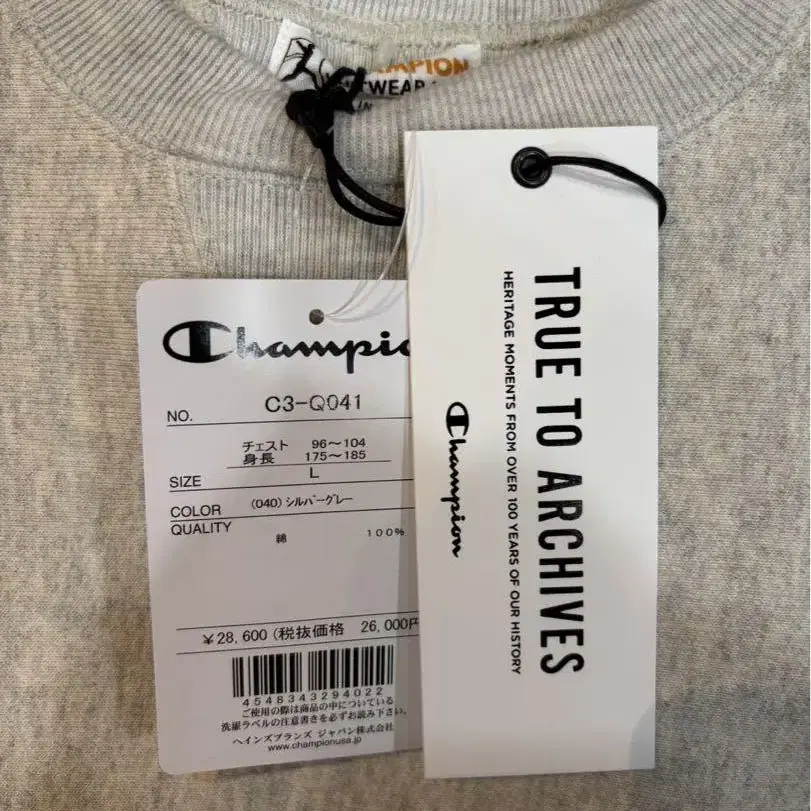 MPION
TWEAR
IN
Champio
NO. C3-Q041
チェスト 96～104
身長 175～185
SIZE L
COLOR (040) シルバーグレー
QUALITY
綿 100%
¥28,600 (税抜価格 26,000円
4548343294022
ご使用の際は商品の中についている
洗濯ラベルの注意書きを必ずお読み下さい。
ヘインズブランズ ジャパン株式会社
www.championusa.jp
TRUE TO ARCHIVES
HERITAGE MOMENTS FROM OVER 100 YEARS OF OUR HISTORY
Champion